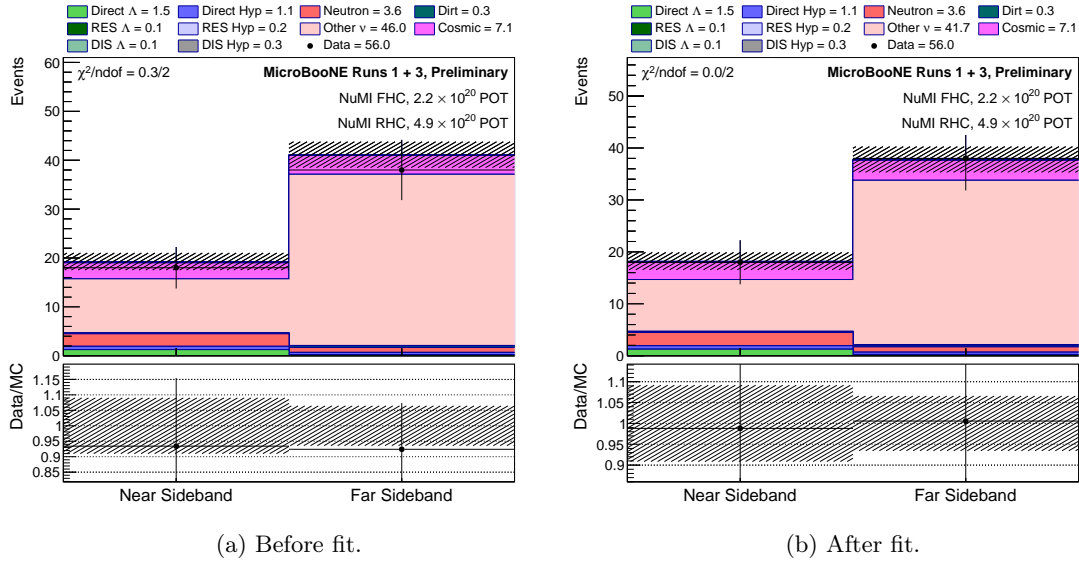 Direct Λ = 1.5 Direct Hyp = 1.1 Neutron = 3.6 Dirt = 0.3
RES Λ = 0.1 RES Hyp = 0.2 Other ν = 46.0 Cosmic = 7.1
DIS Λ = 0.1 DIS Hyp = 0.3 Data = 56.0
Events
60
50
40
30
20
10
0
χ²/ndof = 0.3/2 MicroBooNE Runs 1 + 3, Preliminary
NuMI FHC, 2.2 × 10²⁰ POT
NuMI RHC, 4.9 × 10²⁰ POT
Data/MC
1.15
1.1
1.05
1
0.95
0.9
0.85
Near Sideband Far Sideband
(a) Before fit.
Direct Λ = 1.5 Direct Hyp = 1.1 Neutron = 3.6 Dirt = 0.3
RES Λ = 0.1 RES Hyp = 0.2 Other ν = 41.7 Cosmic = 7.1
DIS Λ = 0.1 DIS Hyp = 0.3 Data = 56.0
Events
50
40
30
20
10
0
χ²/ndof = 0.0/2 MicroBooNE Runs 1 + 3, Preliminary
NuMI FHC, 2.2 × 10²⁰ POT
NuMI RHC, 4.9 × 10²⁰ POT
Data/MC
1.1
1.05
1
0.95
0.9
Near Sideband Far Sideband
(b) After fit.